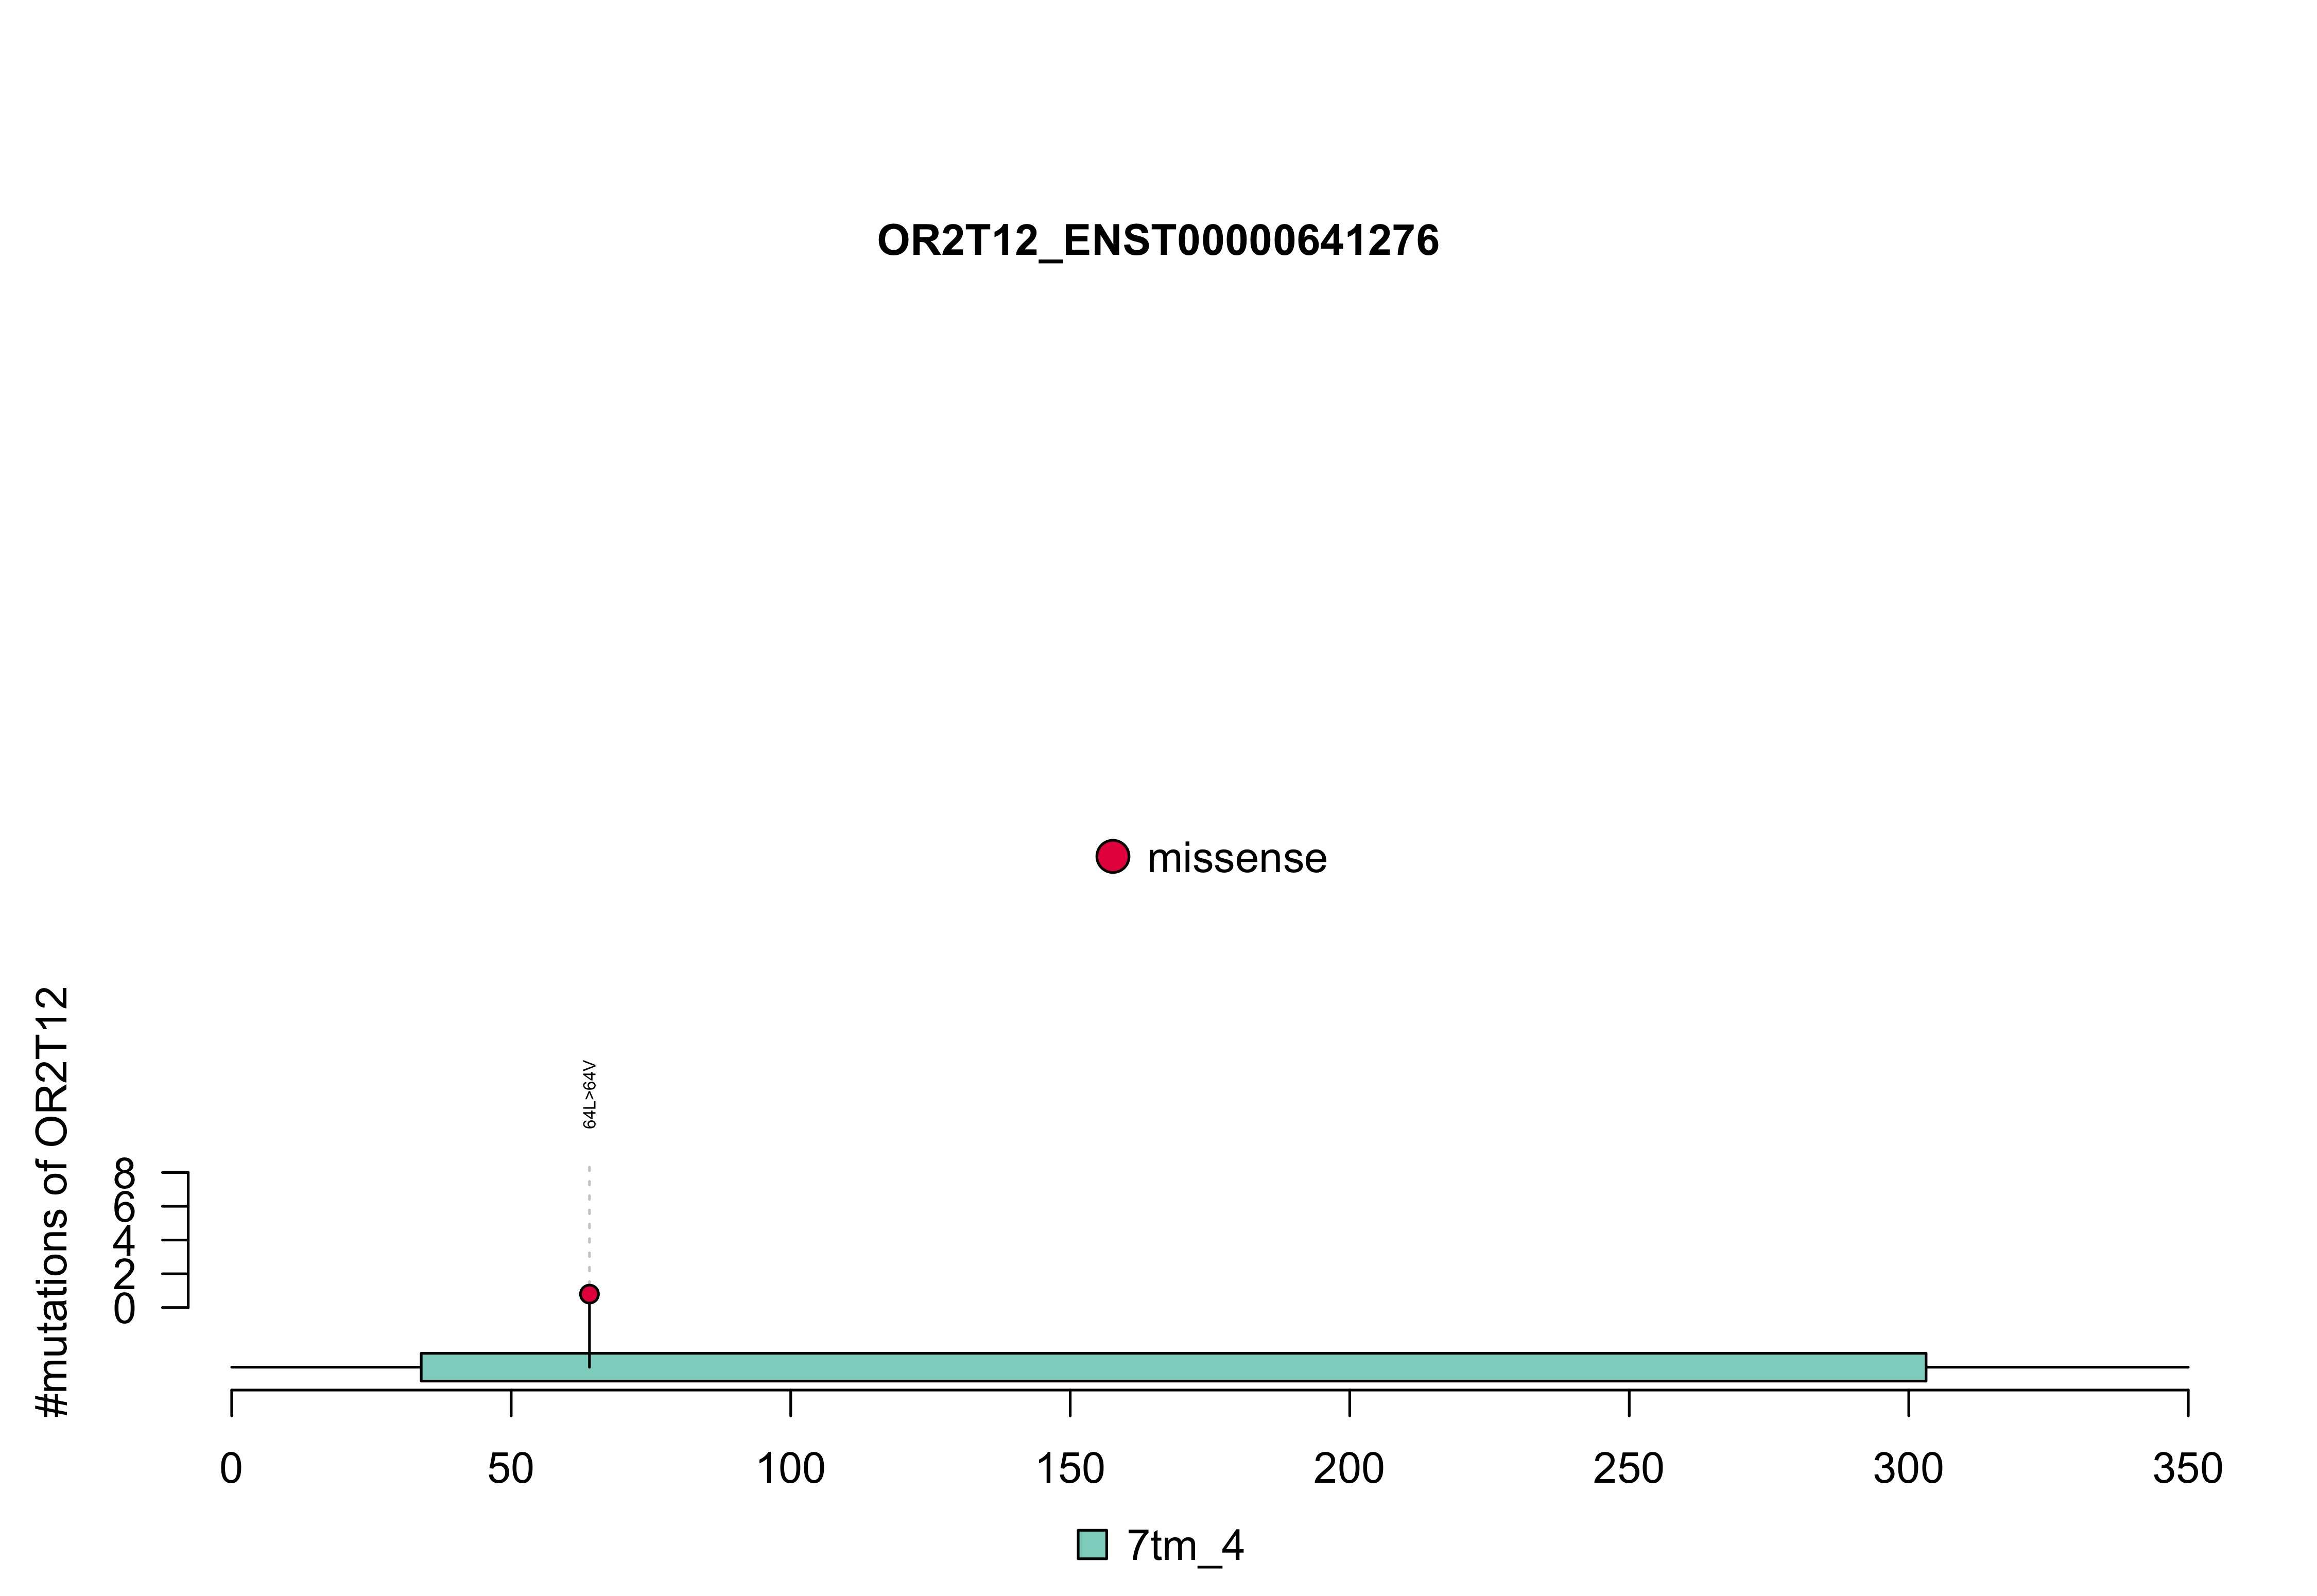 OR2T12_ENST00000641276
missense
#mutations of OR2T12
64L>64V
8
6
4
2
0
0 50 100 150 200 250 300 350
7tm_4